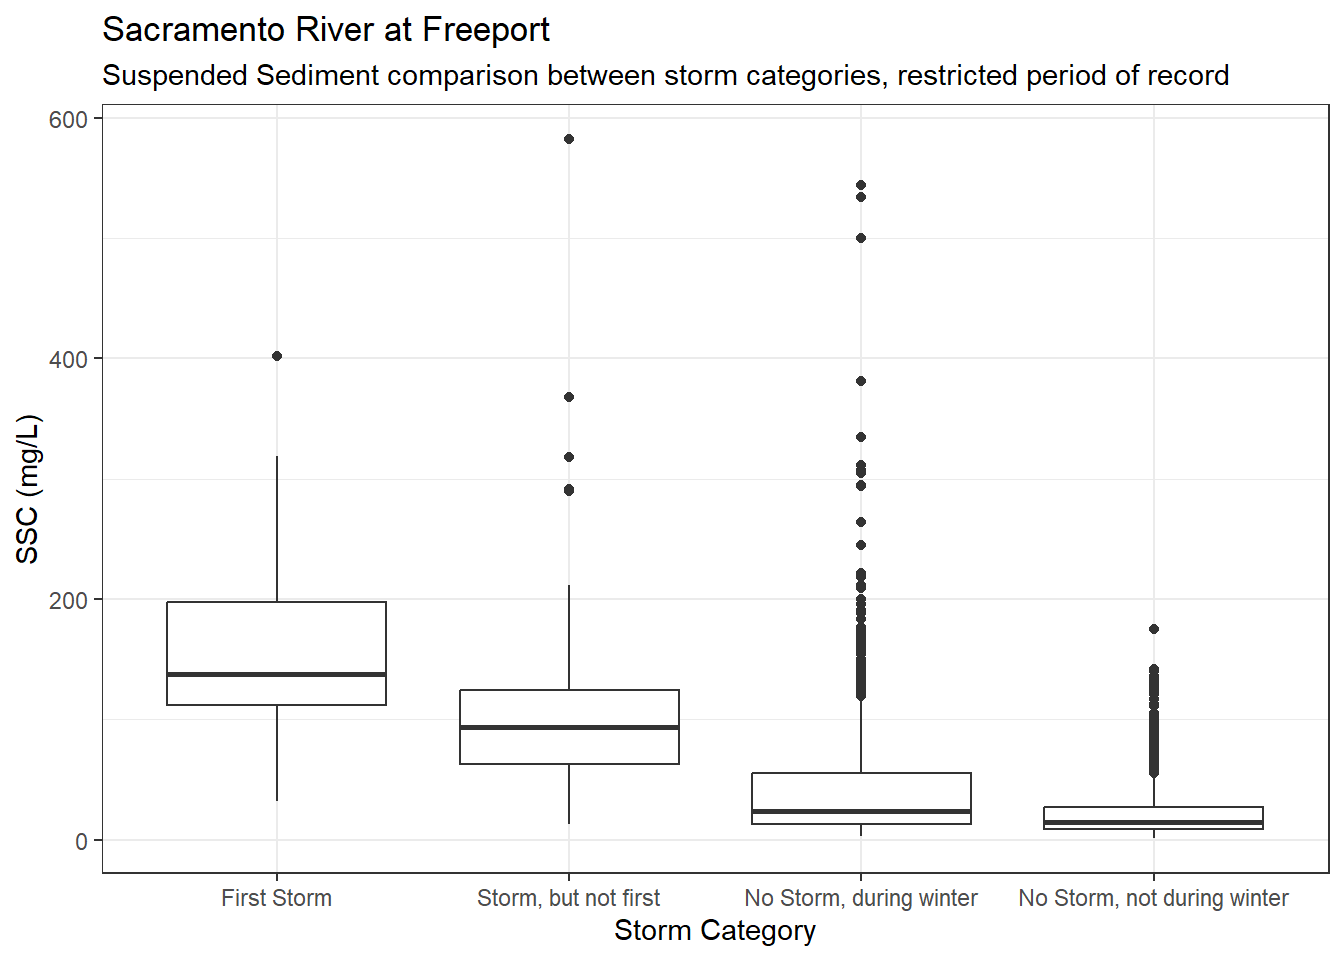 Sacramento River at Freeport
Suspended Sediment comparison between storm categories, restricted period of record
600
400
200
0
SSC (mg/L)
First Storm
Storm, but not first
No Storm, during winter
No Storm, not during winter
Storm Category